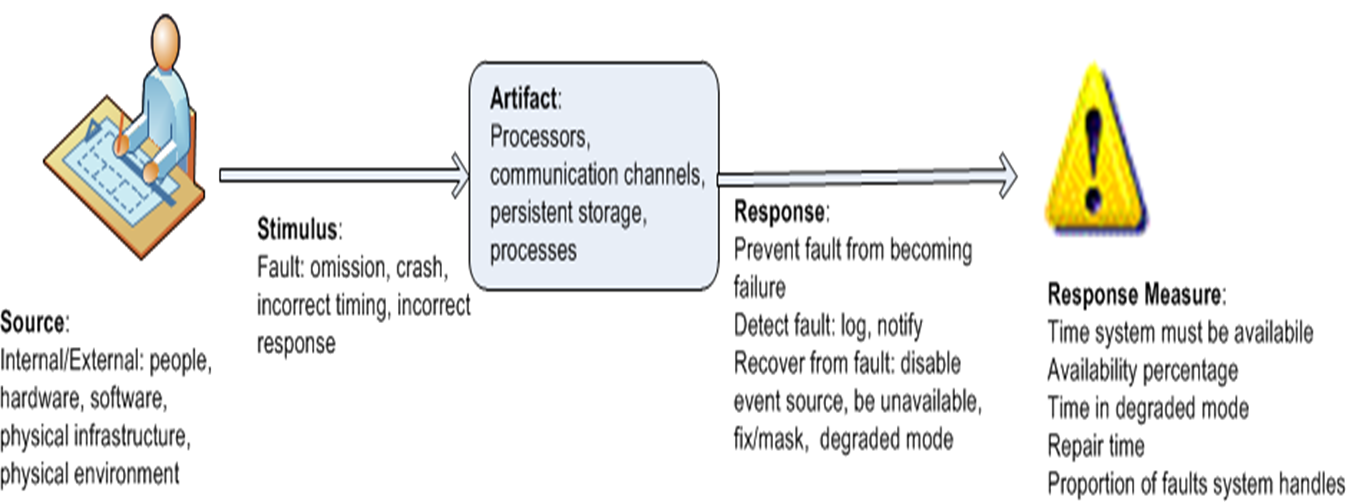 Source:
Internal/External: people,
hardware, software,
physical infrastructure,
physical environment
Stimulus:
Fault: omission, crash,
incorrect timing, incorrect
response
Artifact:
Processors,
communication channels,
persistent storage,
processes
Response:
Prevent fault from becoming
failure
Detect fault: log, notify
Recover from fault: disable
event source, be unavailable,
fix/mask, degraded mode
Response Measure:
Time system must be availabile
Availability percentage
Time in degraded mode
Repair time
Proportion of faults system handles